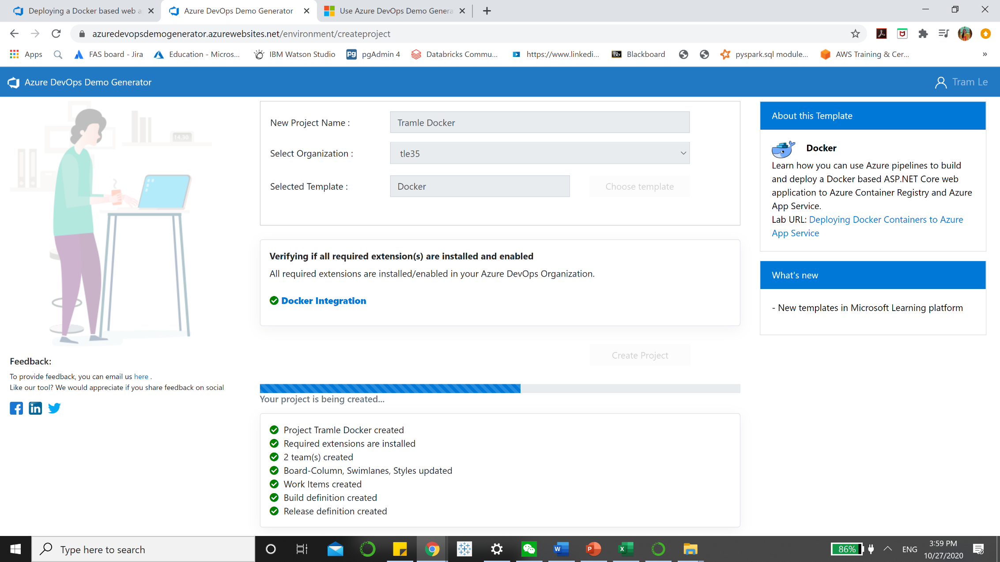 Deploying a Docker based web a
Azure DevOps Demo Generator
Use Azure DevOps Demo Genera
azuredevopsdemogenerator.azurewebsites.net/environment/createproject
Apps
FAS board - Jira
Education - Micros...
IBM Watson Studio
pg
pgAdmin 4
Databricks Commu...
https://www.linkedi...
Bb
Blackboard
pyspark.sql module...
AWS Training & Cer...
»
Azure DevOps Demo Generator
Tram Le
14.30
New Project Name :
Tramle Docker
Select Organization :
tle35
Selected Template :
Docker
Choose template
About this Template
Docker
Learn how you can use Azure pipelines to build
and deploy a Docker based ASP.NET Core web
application to Azure Container Registry and Azure
App Service.
Lab URL: Deploying Docker Containers to Azure
App Service
Verifying if all required extension(s) are installed and enabled
All required extensions are installed/enabled in your Azure DevOps Organization.
Docker Integration
What's new
- New templates in Microsoft Learning platform
Create Project
Feedback:
To provide feedback, you can email us here .
Like our tool? We would appreciate if you share feedback on social
in
Your project is being created...
Project Tramle Docker created
Required extensions are installed
2 team(s) created
Board-Column, Swimlanes, Styles updated
Work Items created
Build definition created
Release definition created
Type here to search
W
P
X
86%
ENG
3:59 PM
10/27/2020